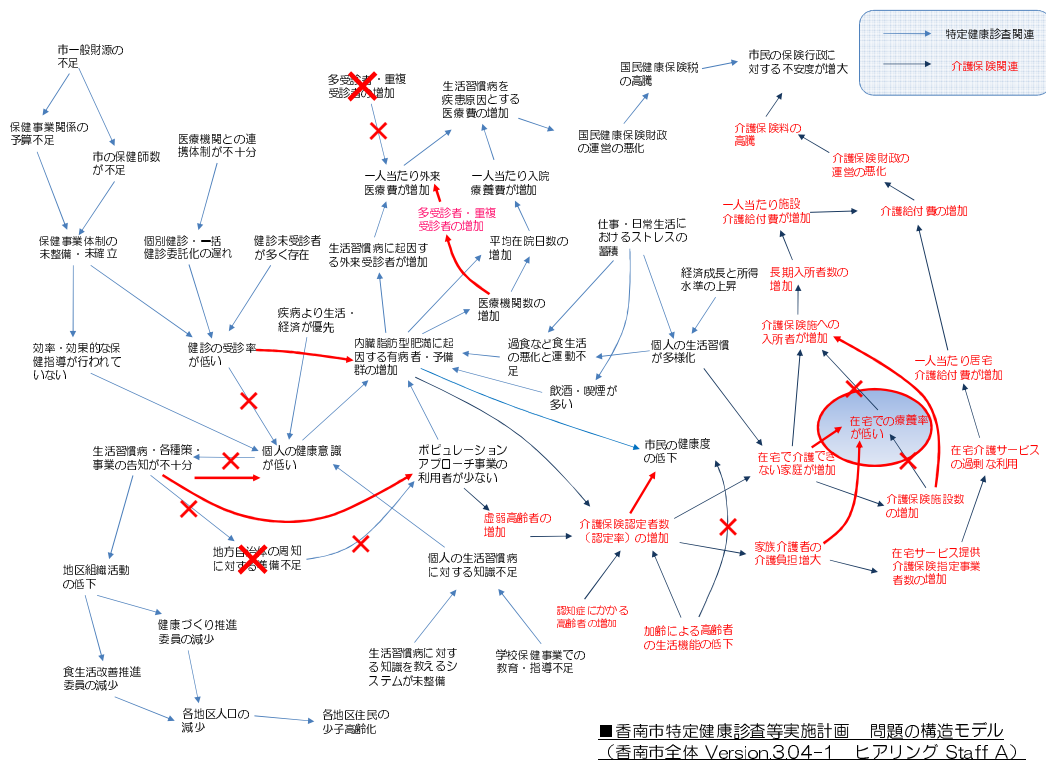 市一般財源の
不足
保健事業関係の
予算不足
市の保健師数
が不足
医療機関との連
携体制が不十分
多受診者・重複
受診者の増加
生活習慣病を
疾患原因とする
医療費の増加
国民健康保険税
の高騰
市民の保険行政に
対する不安度が増大
特定健康診査関連
介護保険関連
国民健康保険財政
の運営の悪化
介護保険料の
高騰
介護保険財政の
運営の悪化
一人当たり外来
医療費が増加
一人当たり入院
療養費が増加
多受診者・重複
受診者の増加
一人当たり施設
介護給付費が増加
介護給付費の増加
保健事業体制の
未整備・未確立
個別健診・一括
健診委託化の遅れ
健診未受診者
が多く存在
生活習慣病に起因す
る外来受診者が増加
平均在院日数の
増加
仕事・日常生活に
おけるストレスの
蓄積
経済成長と所得
水準の上昇
長期入所者数の
増加
医療機関数の
増加
疾病より生活・
経済が優先
介護保険施への
入所者が増加
効率・効果的な保
健指導が行われて
いない
健診の受診率
が低い
内臓脂肪型肥満に起
因する有病者・予備
群の増加
過食など食生活
の悪化と運動不
足
個人の生活習慣
が多様化
一人当たり居宅
介護給付費が増加
飲酒・喫煙が
多い
在宅での療養率
が低い
生活習慣病・各種策・
事業の告知が不十分
個人の健康意識
が低い
ポピュレーション
アプローチ事業の
利用者が少ない
市民の健康度
の低下
在宅で介護でき
ない家庭が増加
在宅介護サービス
の過剰な利用
介護保険施設数
の増加
虚弱高齢者の
増加
介護保険認定者数
（認定率）の増加
地方自治体の周知
に対する準備不足
個人の生活習慣病
に対する知識不足
家族介護者の
介護負担増大
在宅サービス提供
介護保険指定事業者
者数の増加
地区組織活動
の低下
健康づくり推進
委員の減少
認知症にかかる
高齢者の増加
加齢による高齢者
の生活機能の低下
食生活改善推進
委員の減少
生活習慣病に対す
る知識を教えるシ
ステムが未整備
学校保健事業での
教育・指導不足
各地区人口の
減少
各地区住民の
少子高齢化
■香南市特定健康診査等実施計画　問題の構造モデル
（香南市全体 Version.3.04-1　ヒアリング Staff A）